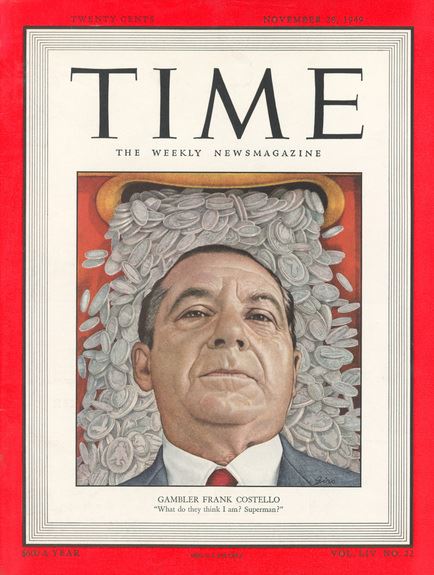 TWENTY CENTS
NOVEMBER 28, 1949
TIME
THE WEEKLY NEWSMAGAZINE
GAMBLER FRANK COSTELLO
"What do they think I am? Superman?"
A YEAR
VOL. LIV NO. 22